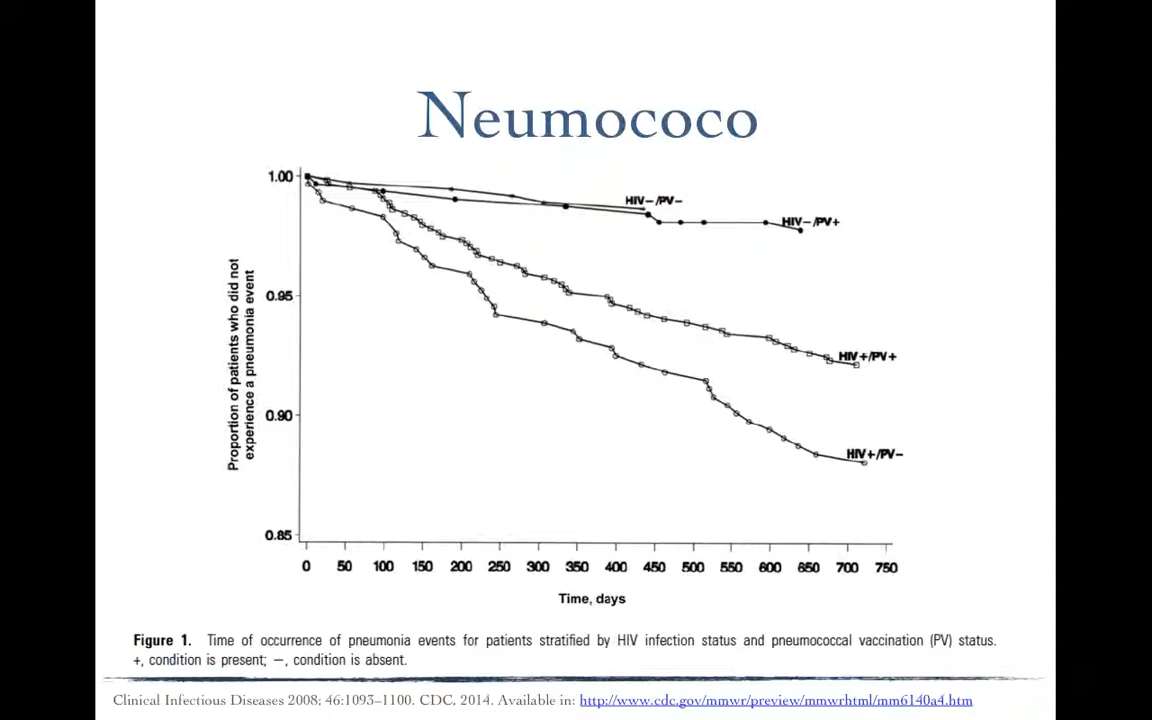 Neumococo
1.00
0.95
0.90
0.85
Proportion of patients who did not
experience a pneumonia event
HIV−/PV−
HIV−/PV+
HIV+/PV+
HIV+/PV−
0 50 100 150 200 250 300 350 400 450 500 550 600 650 700 750
Time, days
Figure 1. Time of occurrence of pneumonia events for patients stratified by HIV infection status and pneumococcal vaccination (PV) status.
+, condition is present; −, condition is absent.
Clinical Infectious Diseases 2008; 46:1093–1100. CDC, 2014. Available in: http://www.cdc.gov/mmwr/preview/mmwrhtml/mm6140a4.htm